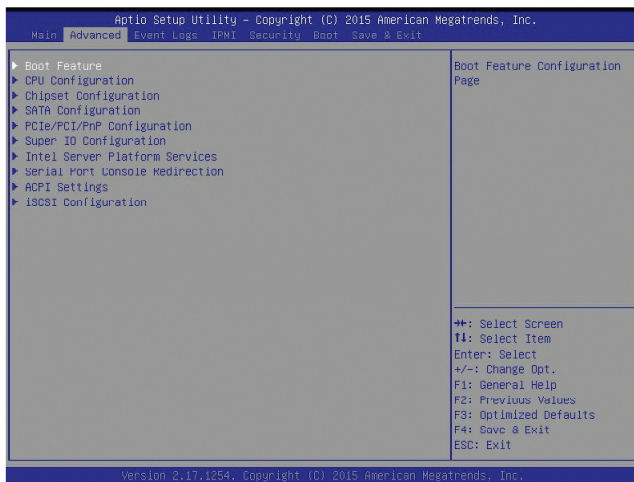 Aptio Setup Utility – Copyright (C) 2015 American Megatrends, Inc.
Main Advanced Event Logs IPMI Security Boot Save & Exit
▶ Boot Feature
▶ CPU Configuration
▶ Chipset Configuration
▶ SATA Configuration
▶ PCIe/PCI/PnP Configuration
▶ Super IO Configuration
▶ Intel Server Platform Services
▶ Serial Port Console Redirection
▶ ACPI Settings
▶ iSCSI Configuration
Boot Feature Configuration
Page
→←: Select Screen
↑↓: Select Item
Enter: Select
+/-: Change Opt.
F1: General Help
F2: Previous Values
F3: Optimized Defaults
F4: Save & Exit
ESC: Exit
Version 2.17.1254. Copyright (C) 2015 American Megatrends, Inc.